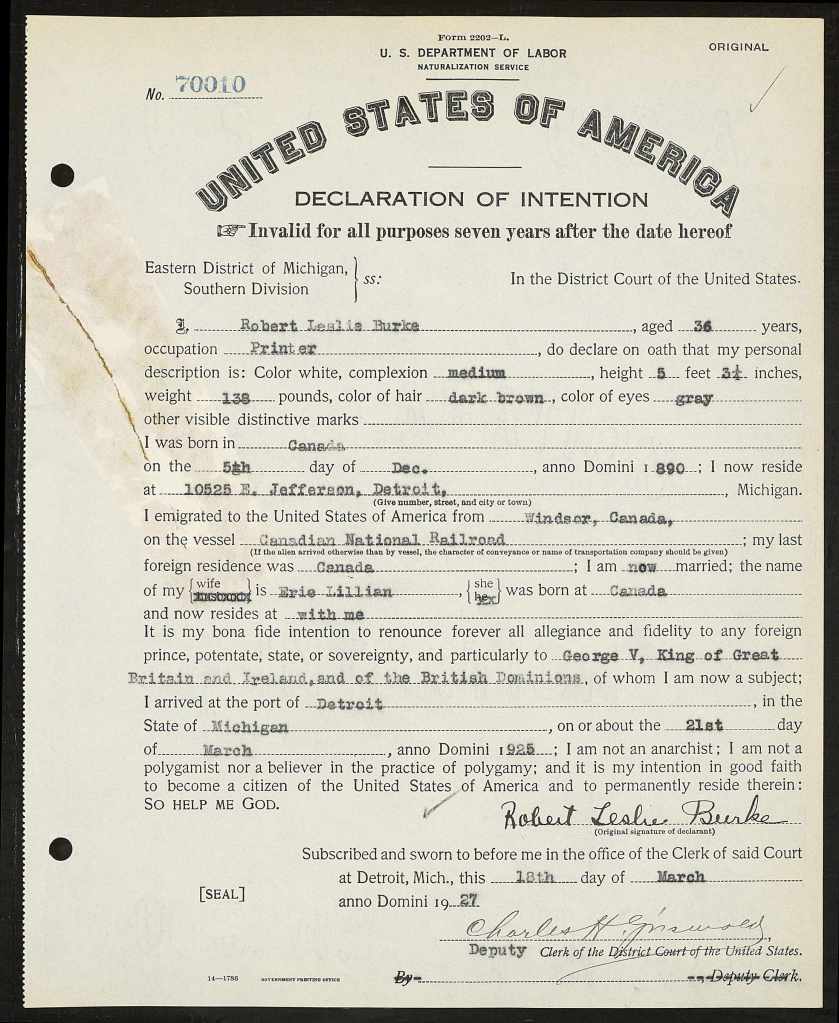 Form 2202—L.
U. S. DEPARTMENT OF LABOR
NATURALIZATION SERVICE
ORIGINAL
No. 70010
UNITED STATES OF AMERICA
DECLARATION OF INTENTION
☞ Invalid for all purposes seven years after the date hereof
Eastern District of Michigan,
Southern Division
ss:
In the District Court of the United States.
I, Robert Leslie Burke, aged 36 years,
occupation Printer, do declare on oath that my personal
description is: Color white, complexion medium, height 5 feet 3½ inches,
weight 138 pounds, color of hair dark brown, color of eyes gray
other visible distinctive marks
I was born in Canada
on the 5th day of Dec., anno Domini 1 890; I now reside
at 10525 E. Jefferson, Detroit, , Michigan.
(Give number, street, and city or town)
I emigrated to the United States of America from Windsor, Canada,
on the vessel Canadian National Railroad; my last
(If the alien arrived otherwise than by vessel, the character of conveyance or name of transportation company should be given)
foreign residence was Canada; I am now married; the name
of my {wife husband} is Erie Lillian, {she he} was born at Canada
and now resides at with me
It is my bona fide intention to renounce forever all allegiance and fidelity to any foreign
prince, potentate, state, or sovereignty, and particularly to George V, King of Great
Britain and Ireland, and of the British Dominions, of whom I am now a subject;
I arrived at the port of Detroit, in the
State of Michigan, on or about the 21st day
of March, anno Domini 1925; I am not an anarchist; I am not a
polygamist nor a believer in the practice of polygamy; and it is my intention in good faith
to become a citizen of the United States of America and to permanently reside therein:
SO HELP ME GOD.
Robert Leslie Burke
(Original signature of declarant)
Subscribed and sworn to before me in the office of the Clerk of said Court
at Detroit, Mich., this 18th day of March
[SEAL]
anno Domini 19 27
Charles H Griswold,
Deputy Clerk of the District Court of the United States.
14—1786 GOVERNMENT PRINTING OFFICE
By , Deputy Clerk.